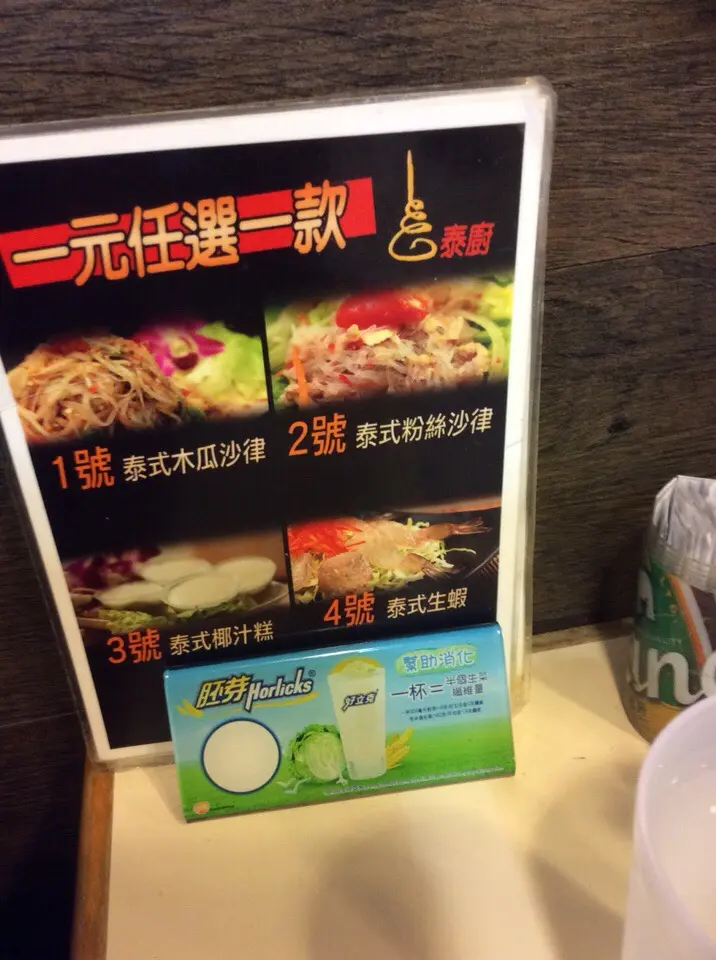 一元任選一款
泰廚
1號 泰式木瓜沙律
2號 泰式粉絲沙律
3號 泰式椰汁糕
4號 泰式生蝦
胚芽Horlicks®
好立克
幫助消化
一杯=半個生菜
纖維量